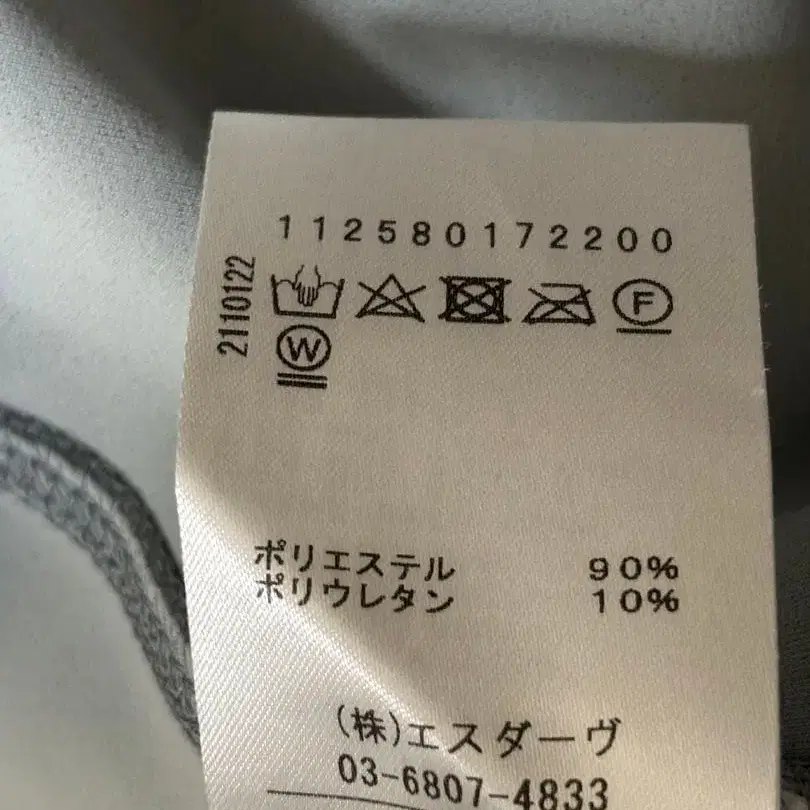 112580172200
2110122
F
W
ポリエステル 90%
ポリウレタン 10%
(株)エスダーヴ
03-6807-4833